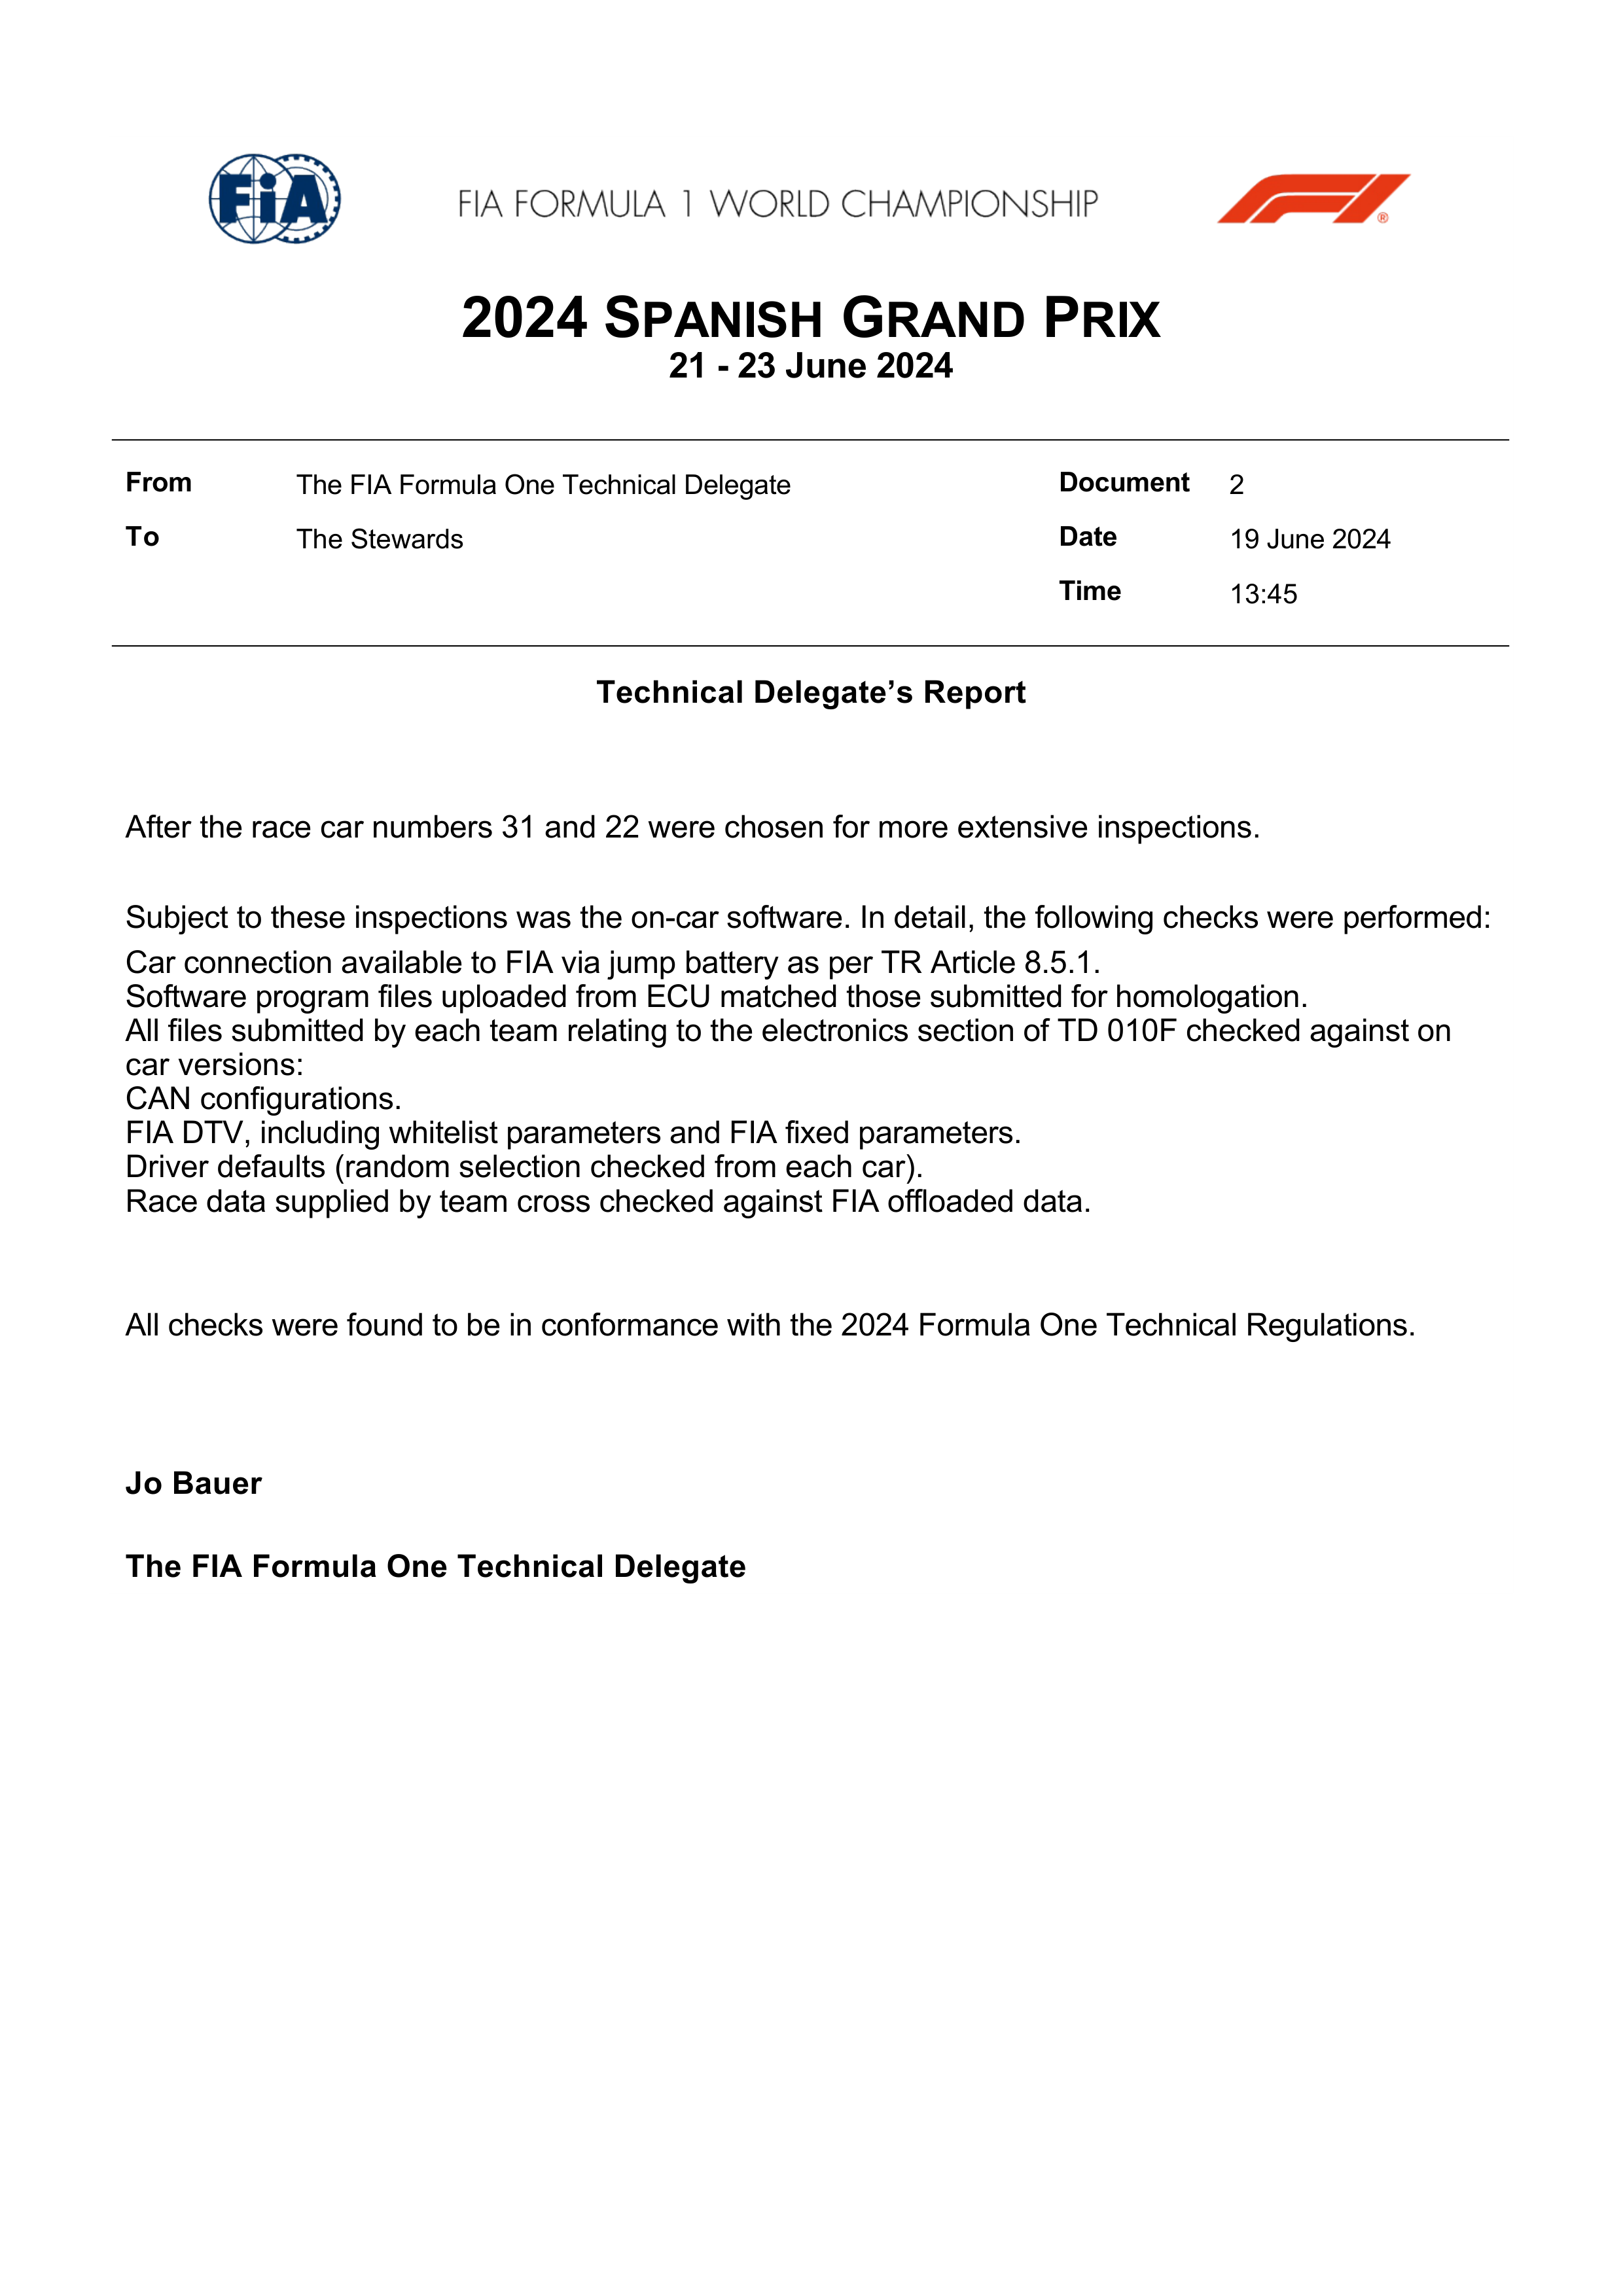 FiA
FIA FORMULA 1 WORLD CHAMPIONSHIP
F1®
2024 SPANISH GRAND PRIX
21 - 23 June 2024
From The FIA Formula One Technical Delegate Document 2
To The Stewards Date 19 June 2024
Time 13:45
Technical Delegate’s Report
After the race car numbers 31 and 22 were chosen for more extensive inspections.
Subject to these inspections was the on-car software. In detail, the following checks were performed:
Car connection available to FIA via jump battery as per TR Article 8.5.1.
Software program files uploaded from ECU matched those submitted for homologation.
All files submitted by each team relating to the electronics section of TD 010F checked against on
car versions:
CAN configurations.
FIA DTV, including whitelist parameters and FIA fixed parameters.
Driver defaults (random selection checked from each car).
Race data supplied by team cross checked against FIA offloaded data.
All checks were found to be in conformance with the 2024 Formula One Technical Regulations.
Jo Bauer
The FIA Formula One Technical Delegate